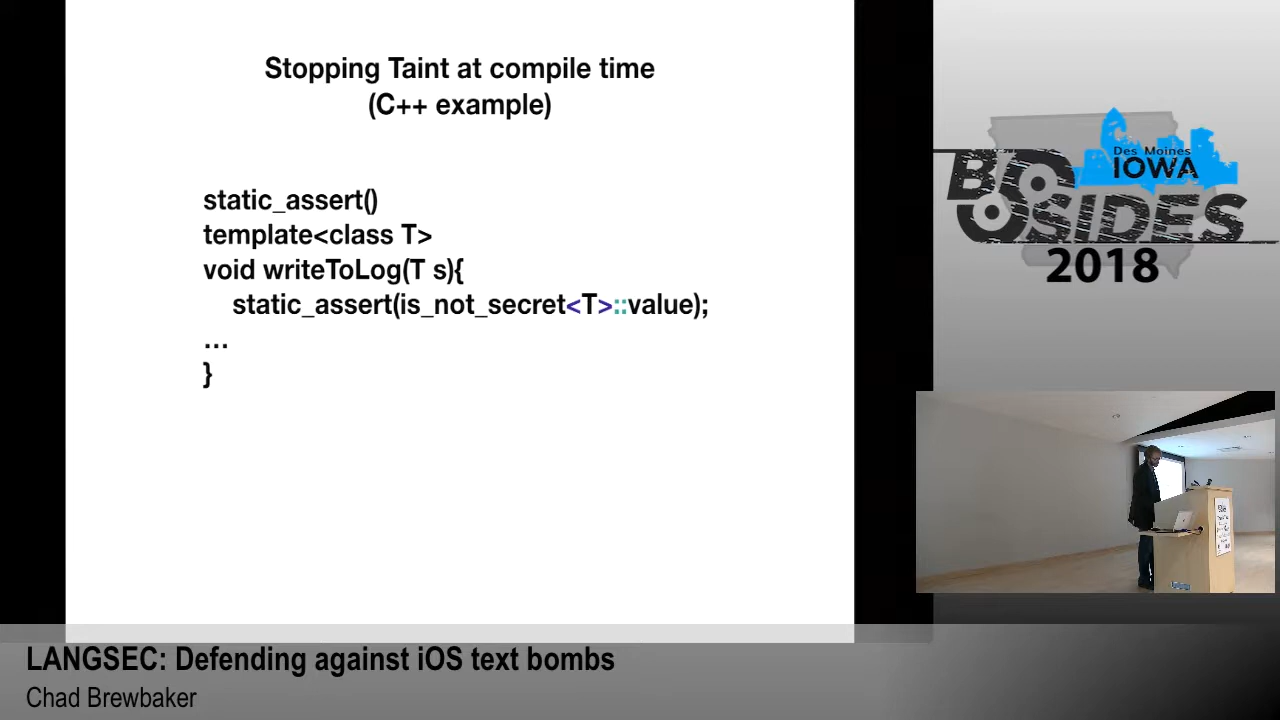 Stopping Taint at compile time
(C++ example)
static_assert()
template<class T>
void writeToLog(T s){
static_assert(is_not_secret<T>::value);
...
}
Des Moines
IOWA
BSIDES
2018
LANGSEC: Defending against iOS text bombs
Chad Brewbaker